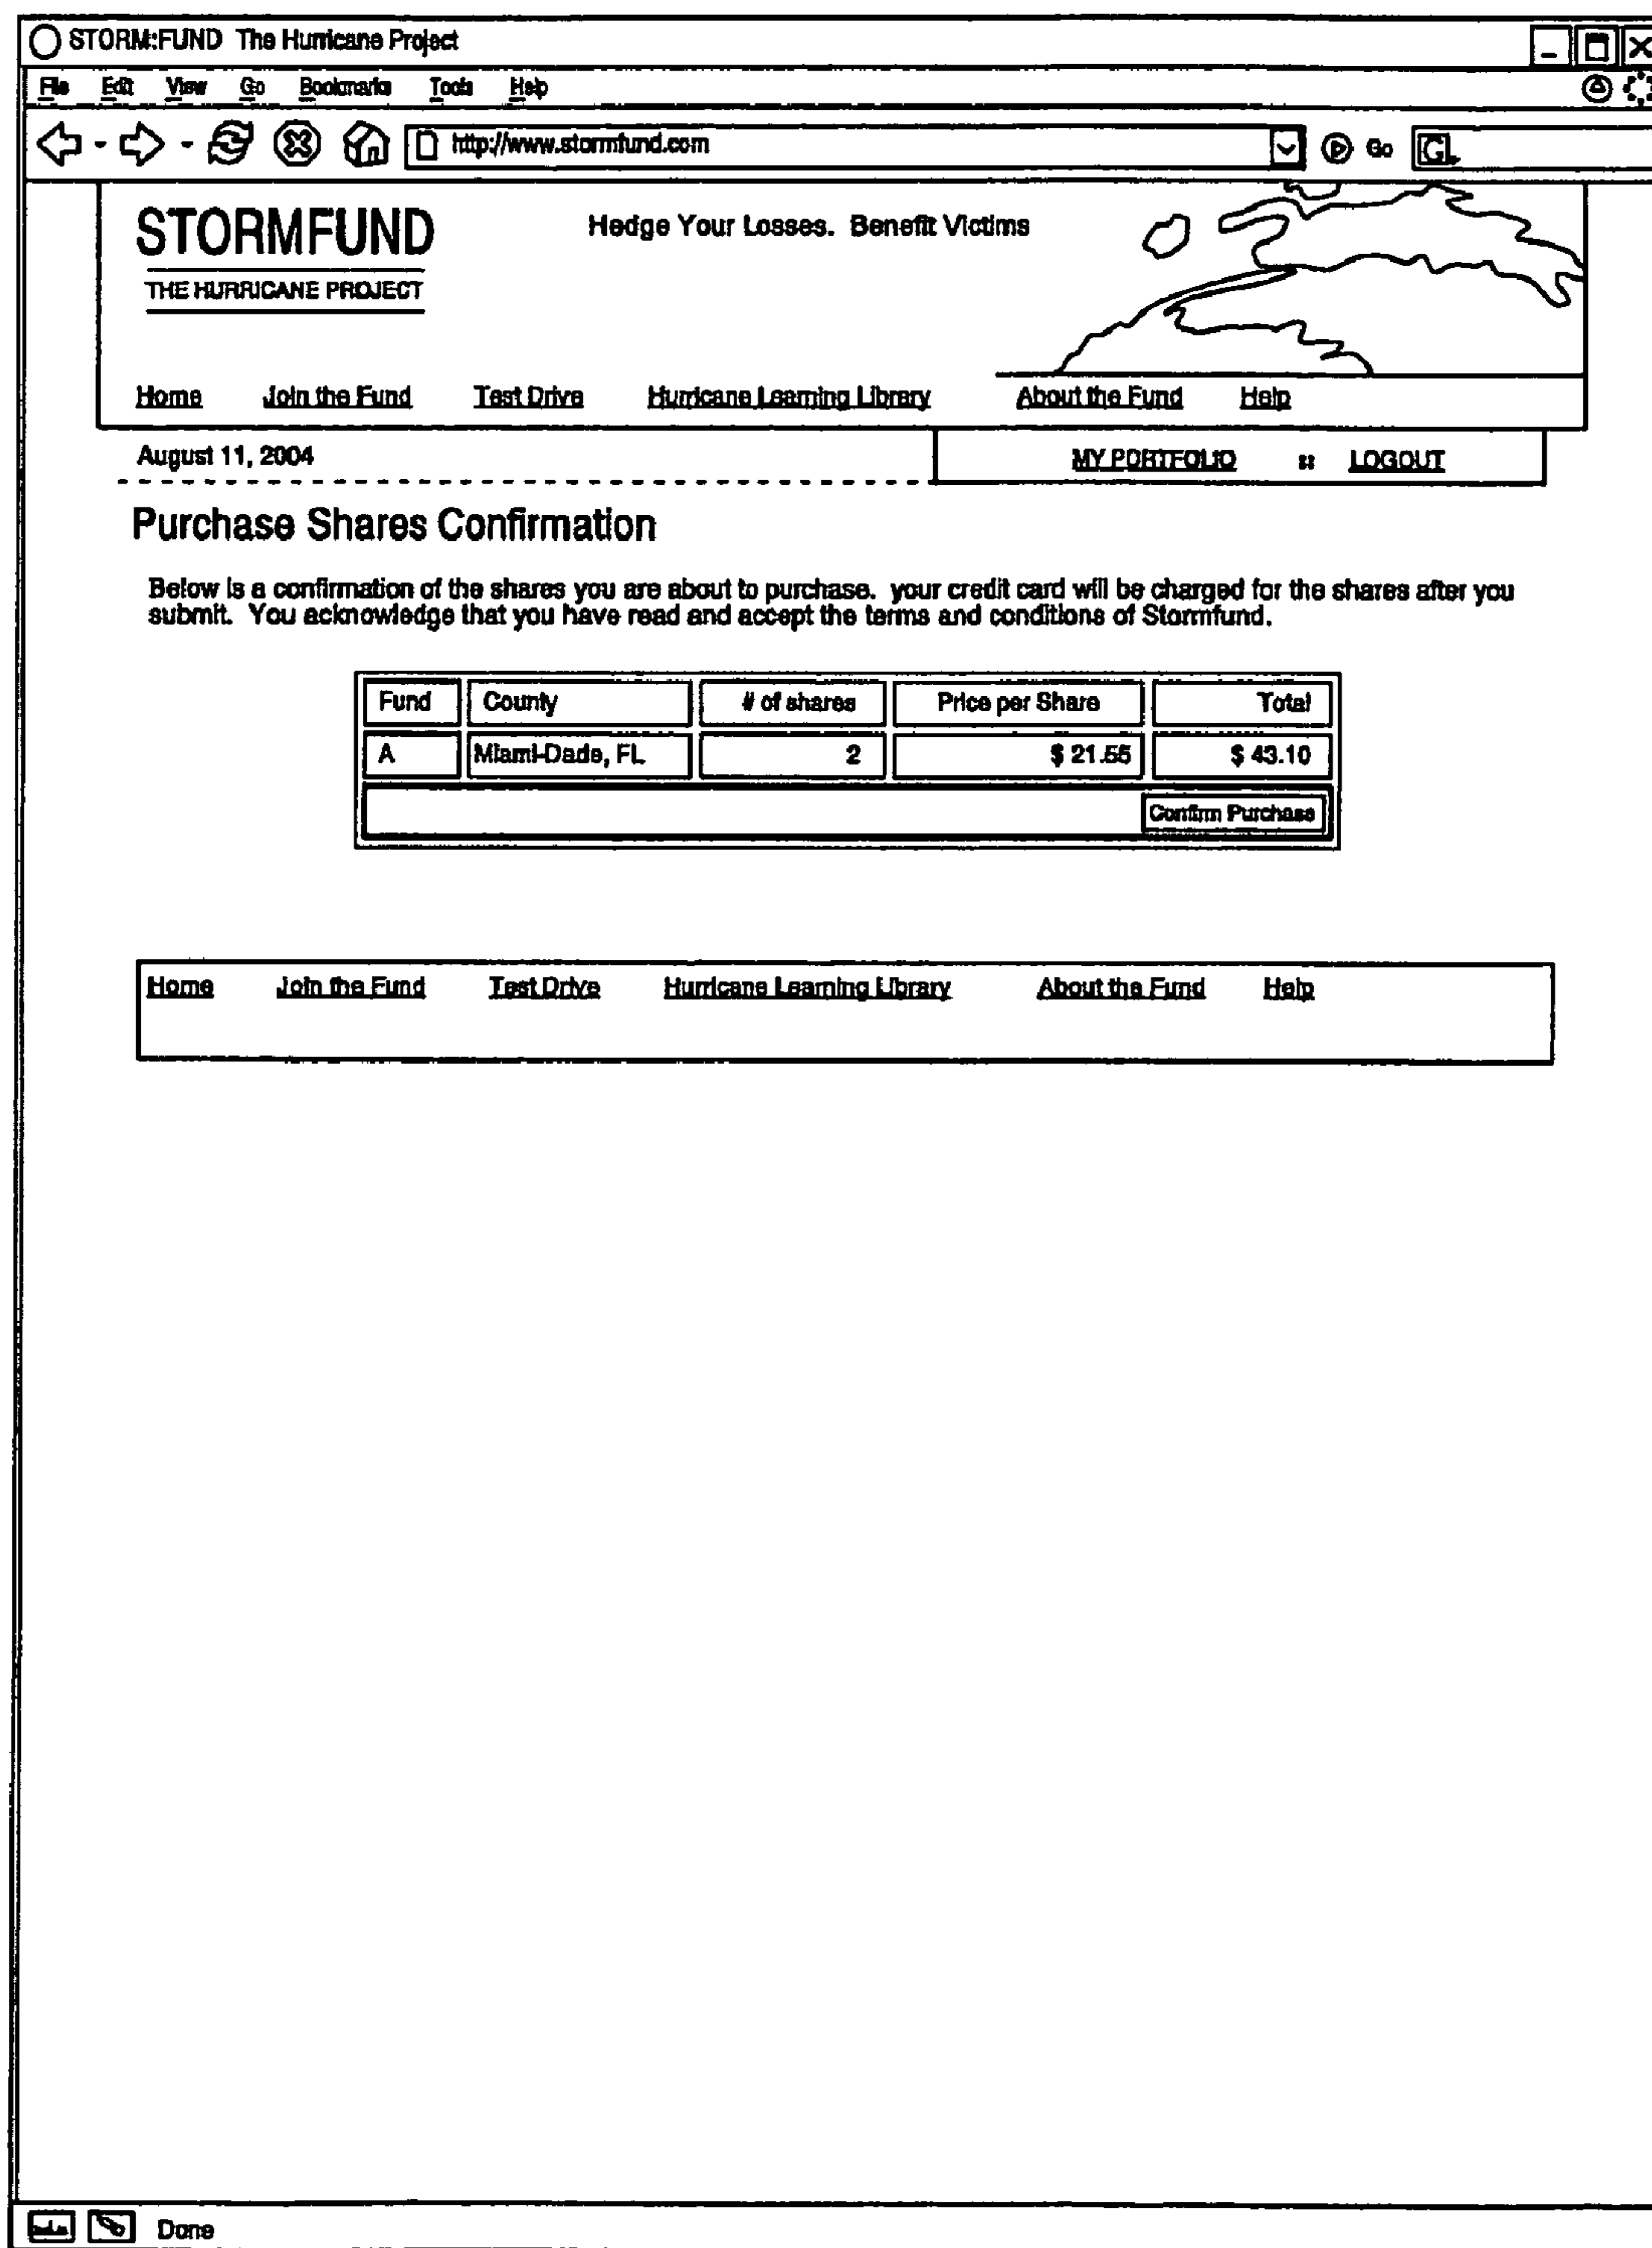 STORM:FUND The Hurricane Project
File Edit View Go Bookmarks Tools Help
http://www.stormfund.com Go G
STORMFUND
Hedge Your Losses. Benefit Victims
THE HURRICANE PROJECT
Home Join the Fund Test Drive Hurricane Learning Library About the Fund Help
August 11, 2004 MY PORTFOLIO :: LOGOUT
Purchase Shares Confirmation
Below is a confirmation of the shares you are about to purchase. your credit card will be charged for the shares after you
submit. You acknowledge that you have read and accept the terms and conditions of Stormfund.
Fund County # of shares Price per Share Total
A Miami-Dade, FL 2 $ 21.55 $ 43.10
Confirm Purchase
Home Join the Fund Test Drive Hurricane Learning Library About the Fund Help
Done